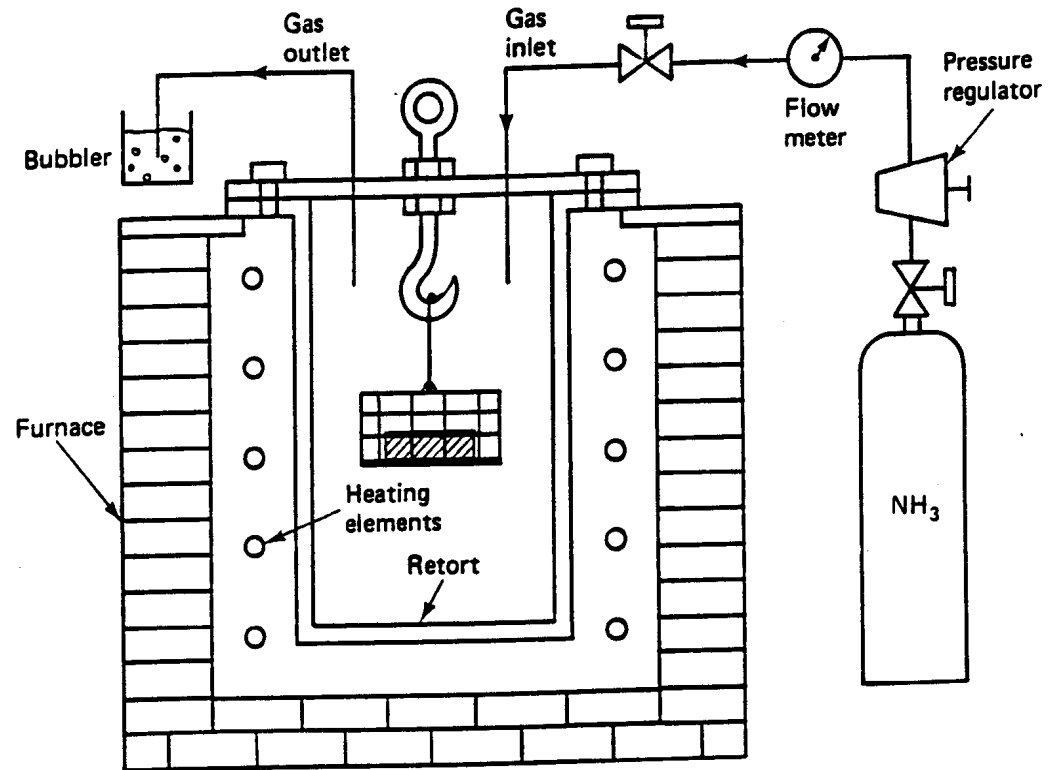 Gas
outlet
Gas
inlet
Pressure
regulator
Flow
meter
Bubbler
Furnace
Heating
elements
Retort
NH₃